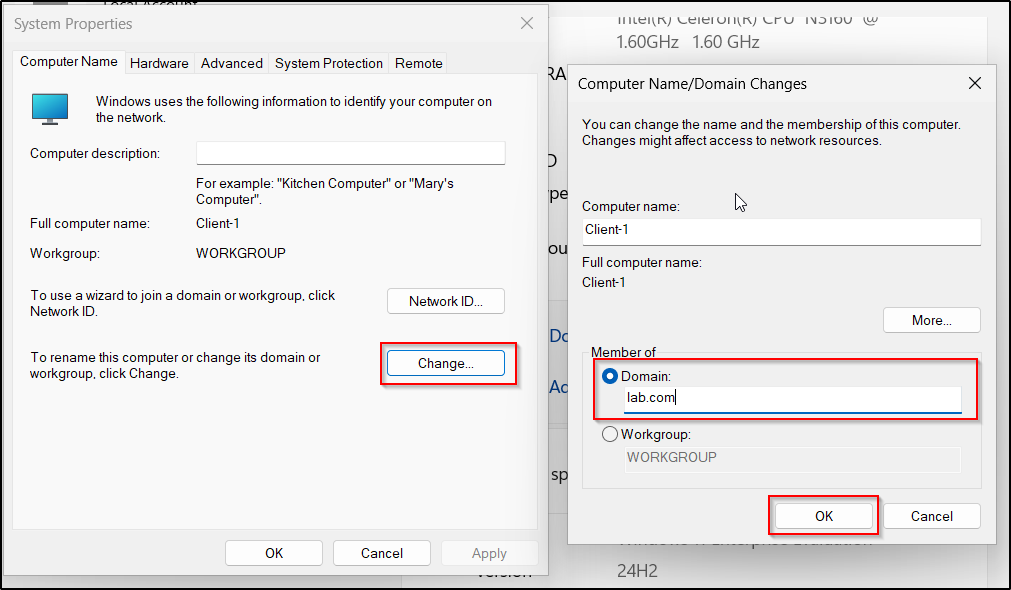 Local Account
System Properties
Computer Name
Hardware
Advanced
System Protection
Remote
Windows uses the following information to identify your computer on
the network.
Computer description:
For example: "Kitchen Computer" or "Mary's
Computer".
Full computer name:
Client-1
Workgroup:
WORKGROUP
To use a wizard to join a domain or workgroup, click
Network ID.
Network ID...
To rename this computer or change its domain or
workgroup, click Change.
Change...
OK
Cancel
Apply
Intel(R) Celeron(R) CPU N3160 @
1.60GHz 1.60 GHz
Computer Name/Domain Changes
You can change the name and the membership of this computer.
Changes might affect access to network resources.
Computer name:
Client-1
Full computer name:
Client-1
More...
Member of
Domain:
lab.com
Workgroup:
WORKGROUP
OK
Cancel
24H2